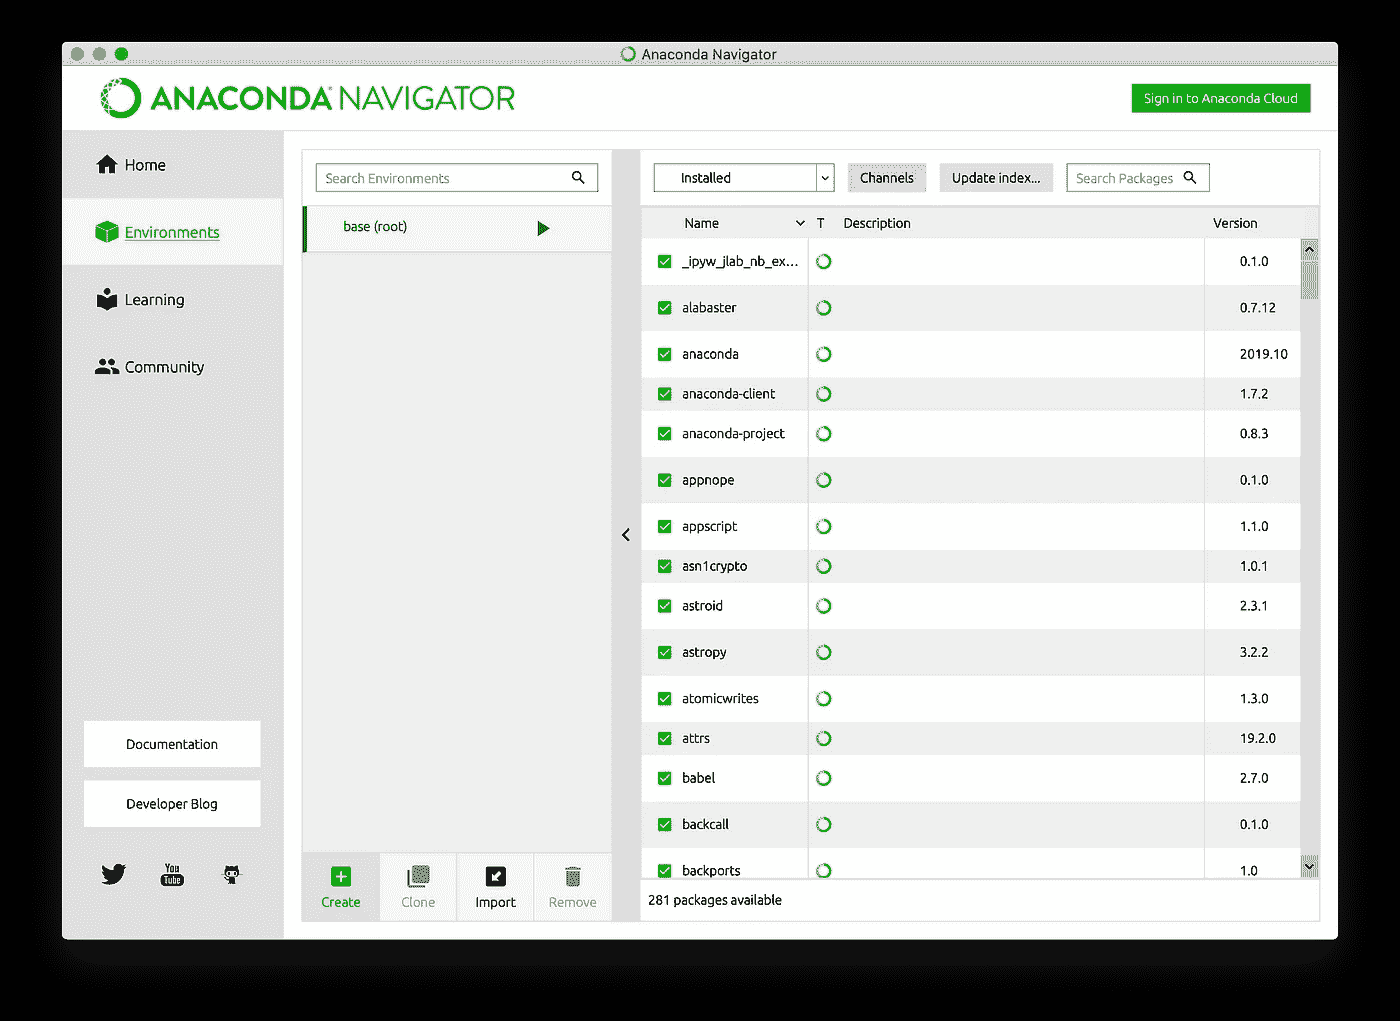 Anaconda Navigator
ANACONDA NAVIGATOR
Sign in to Anaconda Cloud
Home
Environments
Learning
Community
Documentation
Developer Blog
You
Tube
Search Environments
base (root)
Create
Clone
Import
Remove
Installed
Channels
Update index...
Search Packages
Name T Description Version
_ipyw_jlab_nb_ex... 0.1.0
alabaster 0.7.12
anaconda 2019.10
anaconda-client 1.7.2
anaconda-project 0.8.3
appnope 0.1.0
appscript 1.1.0
asn1crypto 1.0.1
astroid 2.3.1
astropy 3.2.2
atomicwrites 1.3.0
attrs 19.2.0
babel 2.7.0
backcall 0.1.0
backports 1.0
281 packages available